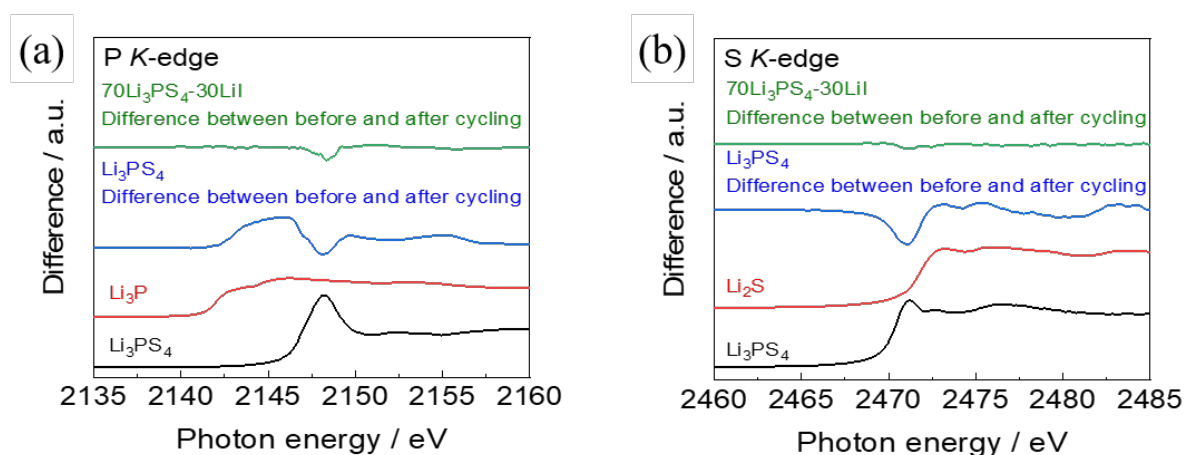 (a)
P K-edge
70Li₃PS₄-30LiI
Difference between before and after cycling
Li₃PS₄
Difference between before and after cycling
Li₃P
Li₃PS₄
Difference / a.u.
2135 2140 2145 2150 2155 2160
Photon energy / eV
(b)
S K-edge
70Li₃PS₄-30LiI
Difference between before and after cycling
Li₃PS₄
Difference between before and after cycling
Li₂S
Li₃PS₄
Difference / a.u.
2460 2465 2470 2475 2480 2485
Photon energy / eV